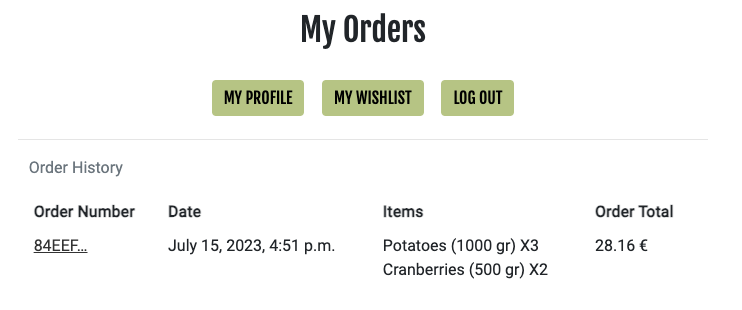 My Orders
MY PROFILE MY WISHLIST LOG OUT
Order History
Order Number Date Items Order Total
84EEF... July 15, 2023, 4:51 p.m. Potatoes (1000 gr) X3 28.16 €
Cranberries (500 gr) X2